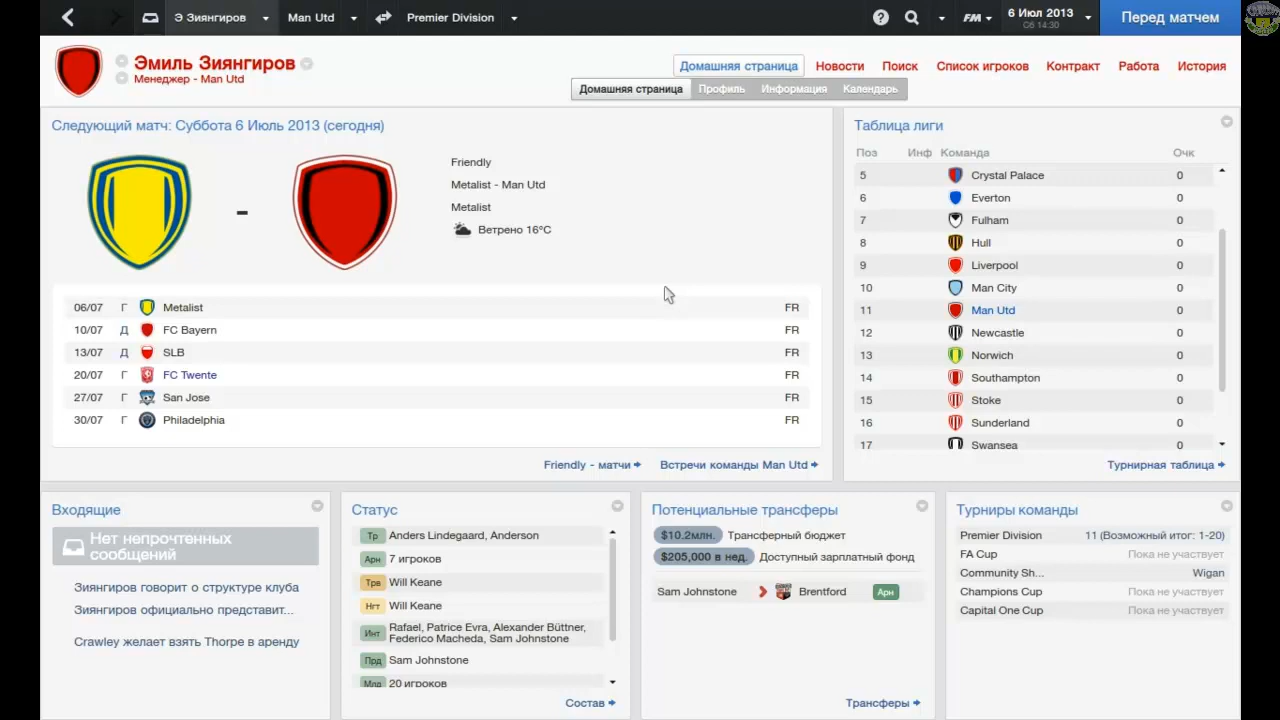 Э Зиянгиров
Man Utd
Premier Division
?
FM
6 Июл 2013
Сб 14:30
Перед матчем
Эмиль Зиянгиров
Менеджер - Man Utd
Домашняя страница
Новости
Поиск
Список игроков
Контракт
Работа
История
Домашняя страница
Профиль
Информация
Календарь
Следующий матч: Суббота 6 Июль 2013 (сегодня)
-
Friendly
Metalist - Man Utd
Metalist
Ветрено 16°C
06/07 Г Metalist FR
10/07 Д FC Bayern FR
13/07 Д SLB FR
20/07 Г FC Twente FR
27/07 Г San Jose FR
30/07 Г Philadelphia FR
Friendly - матчи
Встречи команды Man Utd
Таблица лиги
Поз Инф Команда Очк
5 Crystal Palace 0
6 Everton 0
7 Fulham 0
8 Hull 0
9 Liverpool 0
10 Man City 0
11 Man Utd 0
12 Newcastle 0
13 Norwich 0
14 Southampton 0
15 Stoke 0
16 Sunderland 0
17 Swansea 0
Турнирная таблица
Входящие
Нет непрочтенных
сообщений
Зиянгиров говорит о структуре клуба
Зиянгиров официально представит...
Crawley желает взять Thorpe в аренду
Статус
Тр Anders Lindegaard, Anderson
Арн 7 игроков
Трв Will Keane
Нгт Will Keane
Инт Rafael, Patrice Evra, Alexander Büttner,
Federico Macheda, Sam Johnstone
Прд Sam Johnstone
Млд 20 игроков
Состав
Потенциальные трансферы
$10.2млн. Трансферный бюджет
$205,000 в нед. Доступный зарплатный фонд
Sam Johnstone Brentford Арн
Трансферы
Турниры команды
Premier Division 11 (Возможный итог: 1-20)
FA Cup Пока не участвует
Community Sh... Wigan
Champions Cup Пока не участвует
Capital One Cup Пока не участвует